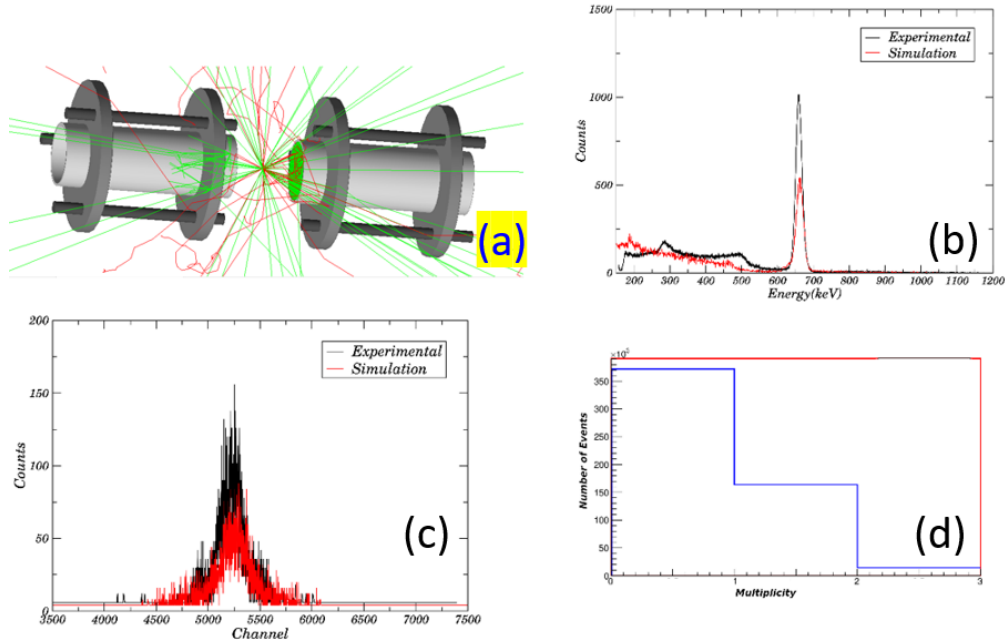 (a)
1500
1000
500
0
Counts
Experimental
Simulation
(b)
200 300 400 500 600 700 800 900 1000 1100 1200
Energy(keV)
200
150
100
50
0
Counts
Experimental
Simulation
(c)
3500 4000 4500 5000 5500 6000 6500 7000 7500
Channel
×10³
350
300
250
200
150
100
50
0
Number of Events
(d)
0 1 2 3
Multiplicity